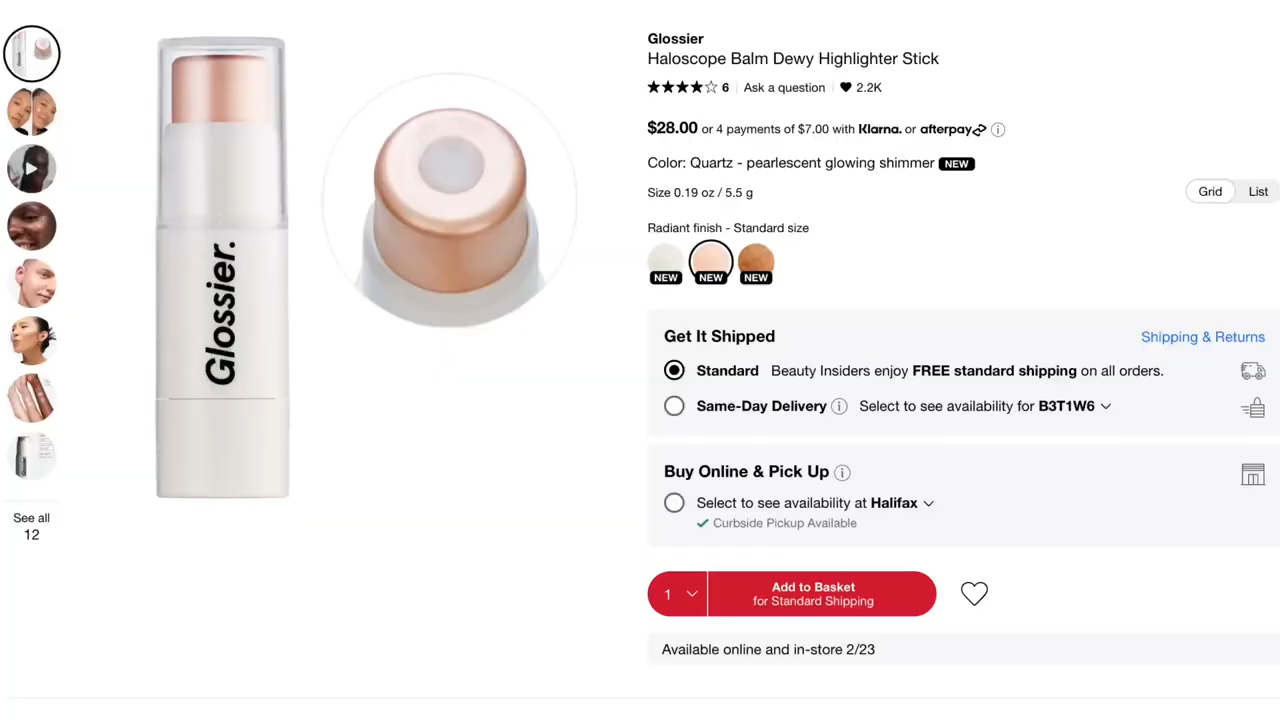 See all
12
Glossier.
Glossier
Haloscope Balm Dewy Highlighter Stick
6 Ask a question 2.2K
$28.00 or 4 payments of $7.00 with Klarna. or afterpay
Color: Quartz - pearlescent glowing shimmer NEW
Size 0.19 oz / 5.5 g
Grid List
Radiant finish - Standard size
NEW NEW NEW
Get It Shipped Shipping & Returns
Standard Beauty Insiders enjoy FREE standard shipping on all orders.
Same-Day Delivery Select to see availability for B3T1W6
Buy Online & Pick Up
Select to see availability at Halifax
Curbside Pickup Available
1 Add to Basket
for Standard Shipping
Available online and in-store 2/23